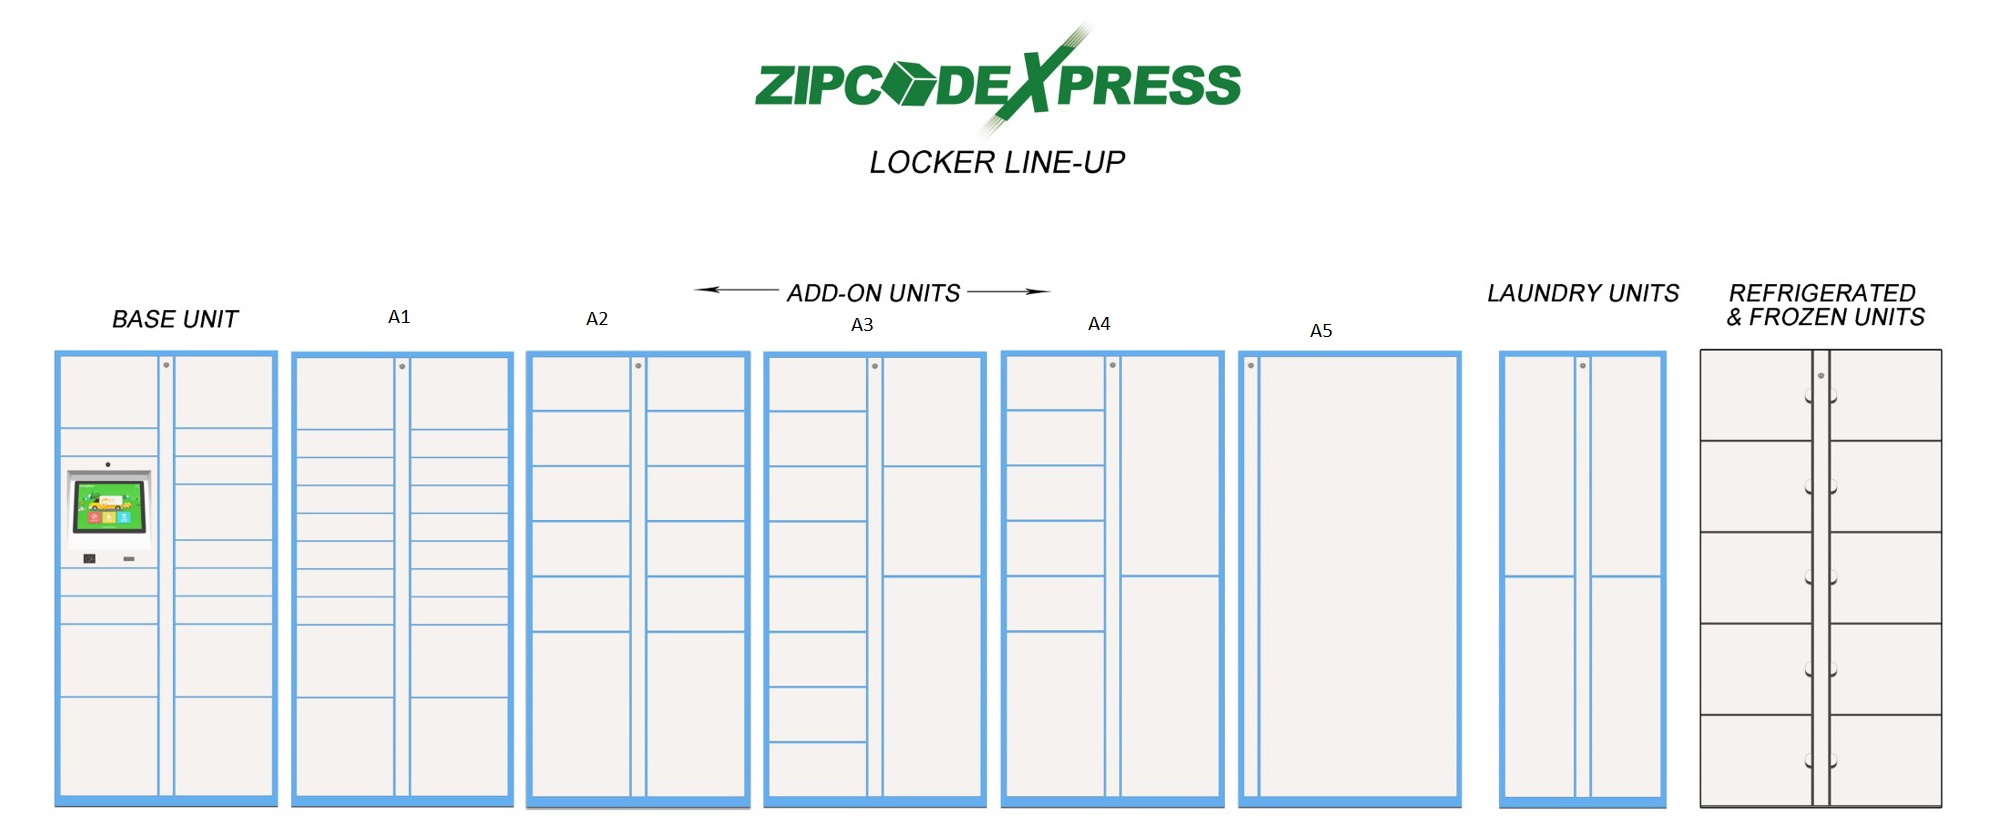 ZIPCODEXPRESS
LOCKER LINE-UP
BASE UNIT
A1
A2
ADD-ON UNITS
A3
A4
A5
LAUNDRY UNITS
REFRIGERATED
& FROZEN UNITS